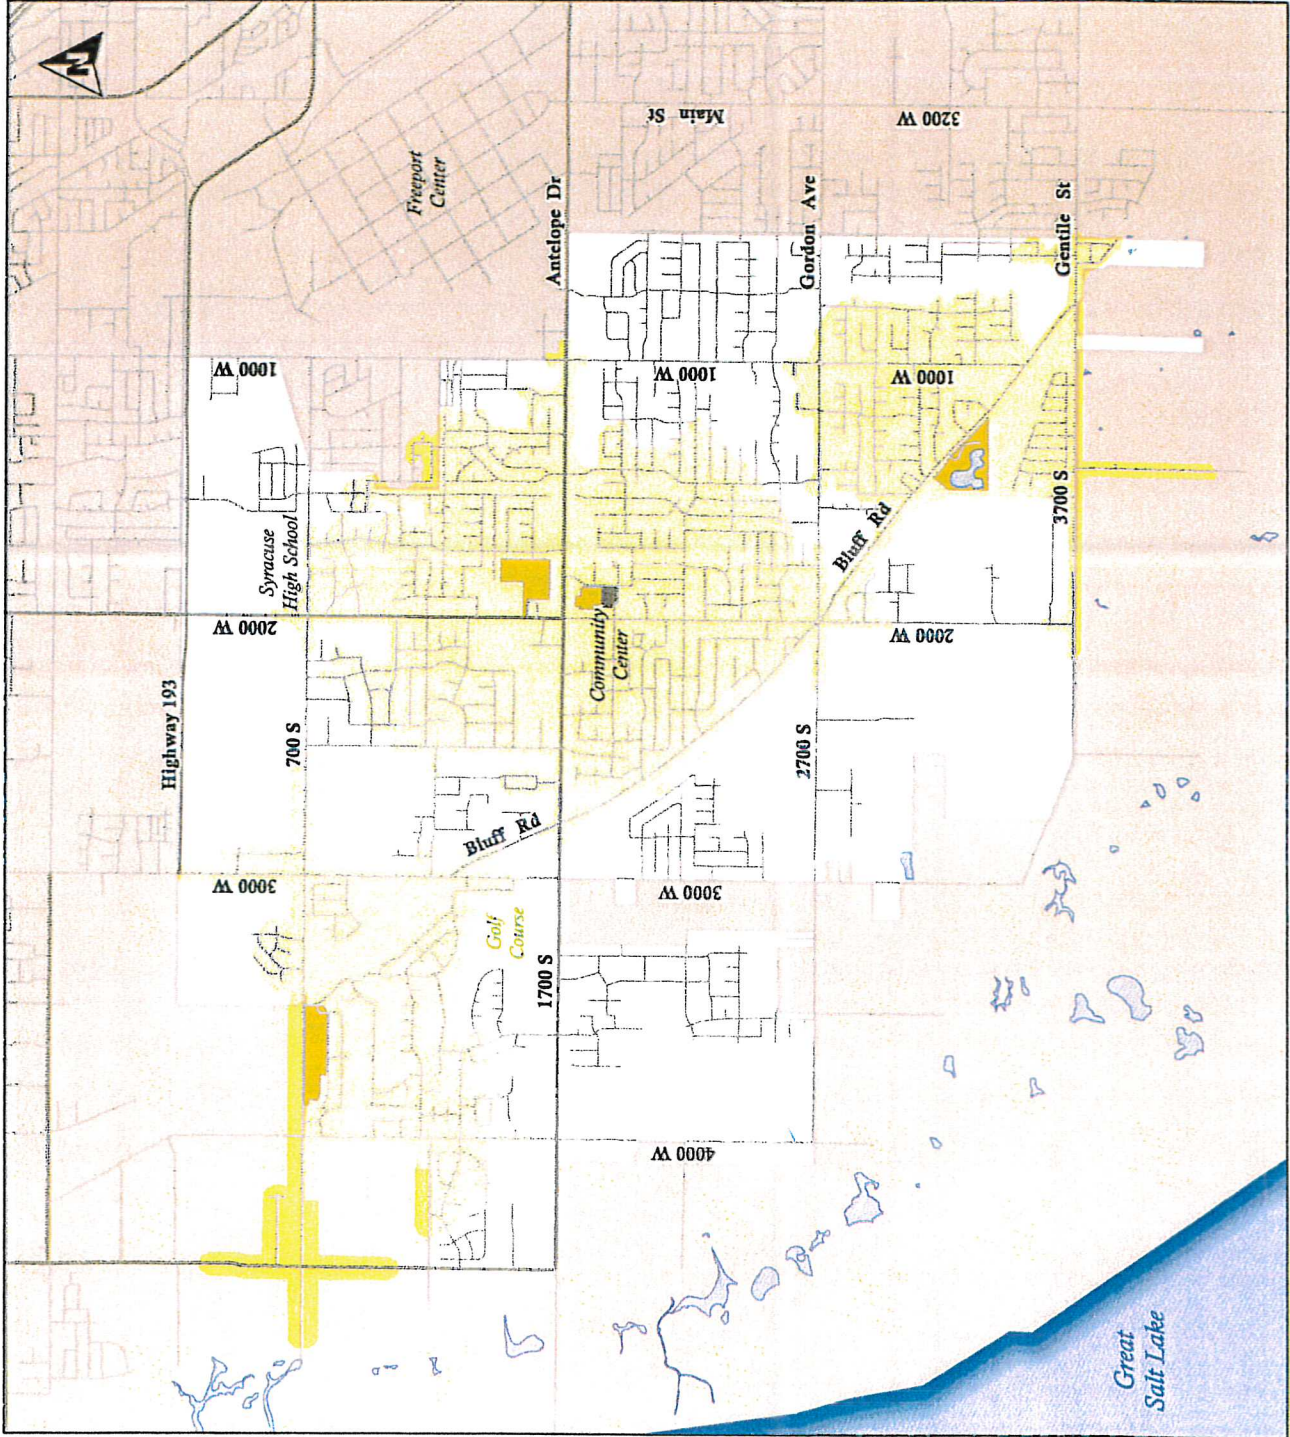 N
Highway 193
3000 W
2000 W
1000 W
Syracuse
High School
700 S
Freeport
Center
Golf
Course
Bluff Rd
1700 S
Antelope Dr
Community
Center
4000 W
3000 W
1000 W
Main St
2700 S
Gordon Ave
Bluff Rd
2000 W
1000 W
3200 W
3700 S
Gentile St
Great
Salt Lake